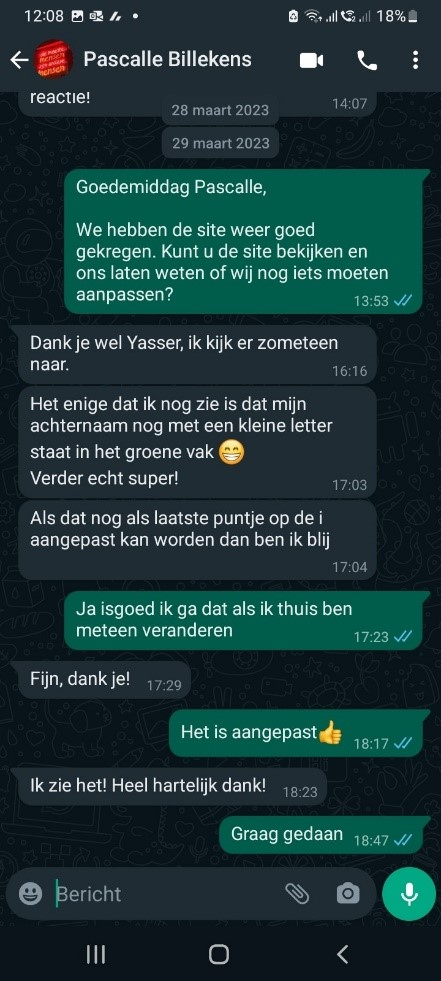 12:08
18%
Pascalle Billekens
reactie!
14:07
28 maart 2023
29 maart 2023
Goedemiddag Pascalle,
We hebben de site weer goed
gekregen. Kunt u de site bekijken en
ons laten weten of wij nog iets moeten
aanpassen?
13:53
Dank je wel Yasser, ik kijk er zometeen
naar.
16:16
Het enige dat ik nog zie is dat mijn
achternaam nog met een kleine letter
staat in het groene vak 😁
Verder echt super!
17:03
Als dat nog als laatste puntje op de i
aangepast kan worden dan ben ik blij
17:04
Ja isgoed ik ga dat als ik thuis ben
meteen veranderen
17:23
Fijn, dank je!
17:29
Het is aangepast👍
18:17
Ik zie het! Heel hartelijk dank!
18:23
Graag gedaan
18:47
Bericht